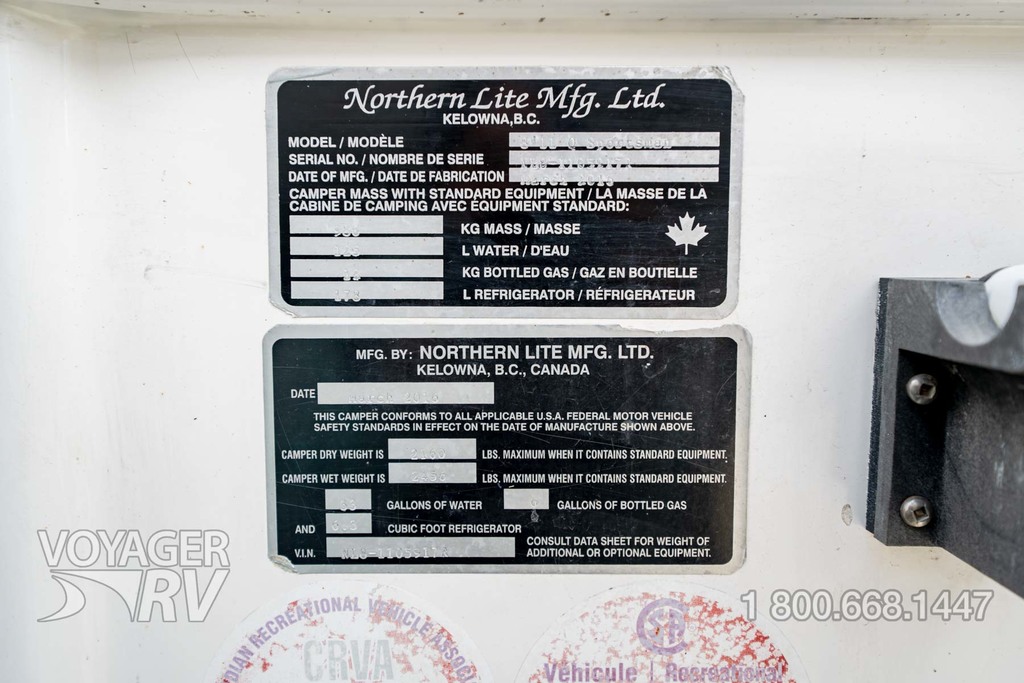 Northern Lite Mfg. Ltd.
KELOWNA, B.C.
MODEL / MODÈLE
SERIAL NO. / NOMBRE DE SERIE
DATE OF MFG. / DATE DE FABRICATION
CAMPER MASS WITH STANDARD EQUIPMENT / LA MASSE DE LA
CABINE DE CAMPING AVEC ÉQUIPMENT STANDARD:
KG MASS / MASSE
L WATER / D'EAU
KG BOTTLED GAS / GAZ EN BOUTIELLE
L REFRIGERATOR / RÉFRIGERATEUR
MFG. BY: NORTHERN LITE MFG. LTD.
KELOWNA, B.C., CANADA
DATE
THIS CAMPER CONFORMS TO ALL APPLICABLE U.S.A. FEDERAL MOTOR VEHICLE
SAFETY STANDARDS IN EFFECT ON THE DATE OF MANUFACTURE SHOWN ABOVE.
CAMPER DRY WEIGHT IS LBS. MAXIMUM WHEN IT CONTAINS STANDARD EQUIPMENT.
CAMPER WET WEIGHT IS LBS. MAXIMUM WHEN IT CONTAINS STANDARD EQUIPMENT.
GALLONS OF WATER GALLONS OF BOTTLED GAS
AND CUBIC FOOT REFRIGERATOR
V.I.N. CONSULT DATA SHEET FOR WEIGHT OF
ADDITIONAL OR OPTIONAL EQUIPMENT.
VOYAGER
RV
1 800.668.1447
RECREATIONAL VEHICLE
CRVA
Véhicule Recreational